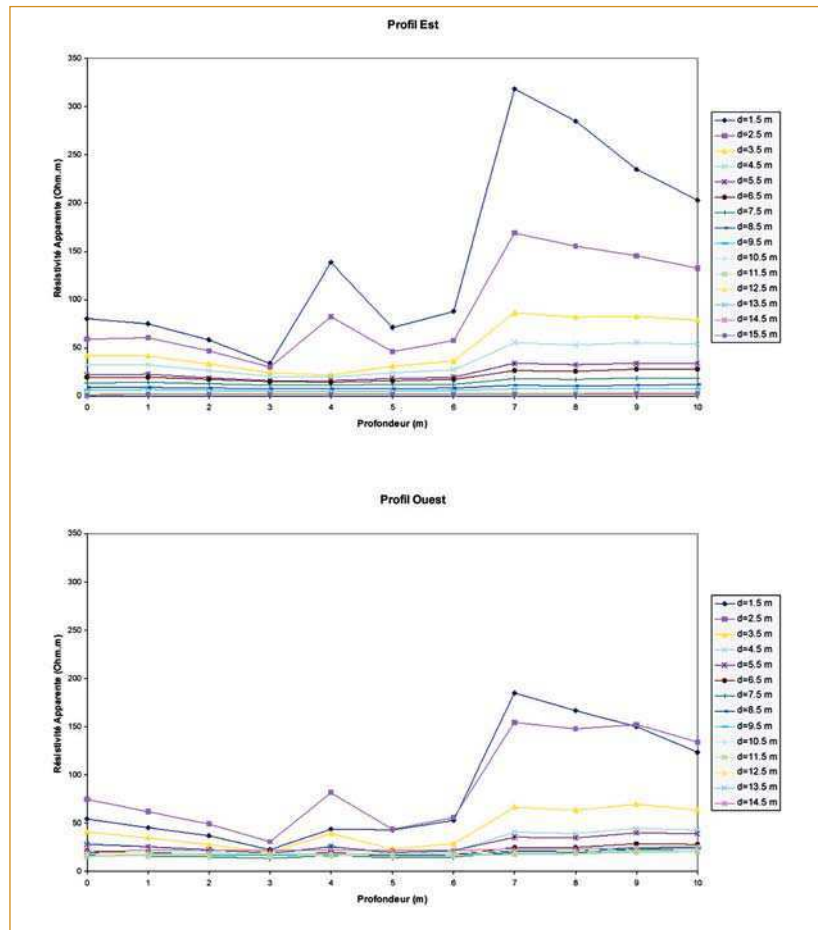 Profil Est
350
300
250
200
150
100
50
0
Résistivité Apparente (Ohm.m)
0 1 2 3 4 5 6 7 8 9 10
Profondeur (m)
d=1.5 m
d=2.5 m
d=3.5 m
d=4.5 m
d=5.5 m
d=6.5 m
d=7.5 m
d=8.5 m
d=9.5 m
d=10.5 m
d=11.5 m
d=12.5 m
d=13.5 m
d=14.5 m
d=15.5 m
Profil Ouest
350
300
250
200
150
100
50
0
Résistivité Apparente (Ohm.m)
0 1 2 3 4 5 6 7 8 9 10
Profondeur (m)
d=1.5 m
d=2.5 m
d=3.5 m
d=4.5 m
d=5.5 m
d=6.5 m
d=7.5 m
d=8.5 m
d=9.5 m
d=10.5 m
d=11.5 m
d=12.5 m
d=13.5 m
d=14.5 m